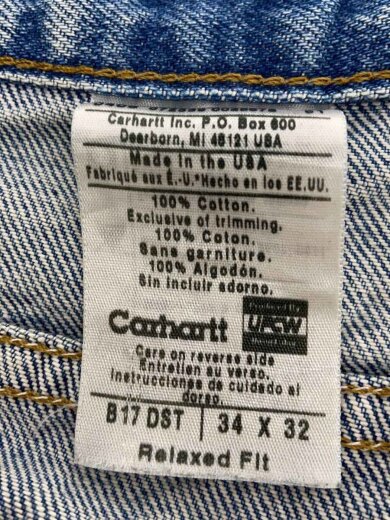 Carhartt Inc. P.O. Box 600
Dearborn, MI 48121 USA
Made in the USA
Fabriqué aux É.-U.*Hecho en los EE.UU.
100% Cotton.
Exclusive of trimming.
100% Coton.
Sans garniture.
100% Algodón.
Sin incluir adorno.
Carhartt UFCW
Care on reverse side
Entretien au verso.
Instrucciones de cuidado al
dorso.
B17 DST 34 X 32
Relaxed Fit